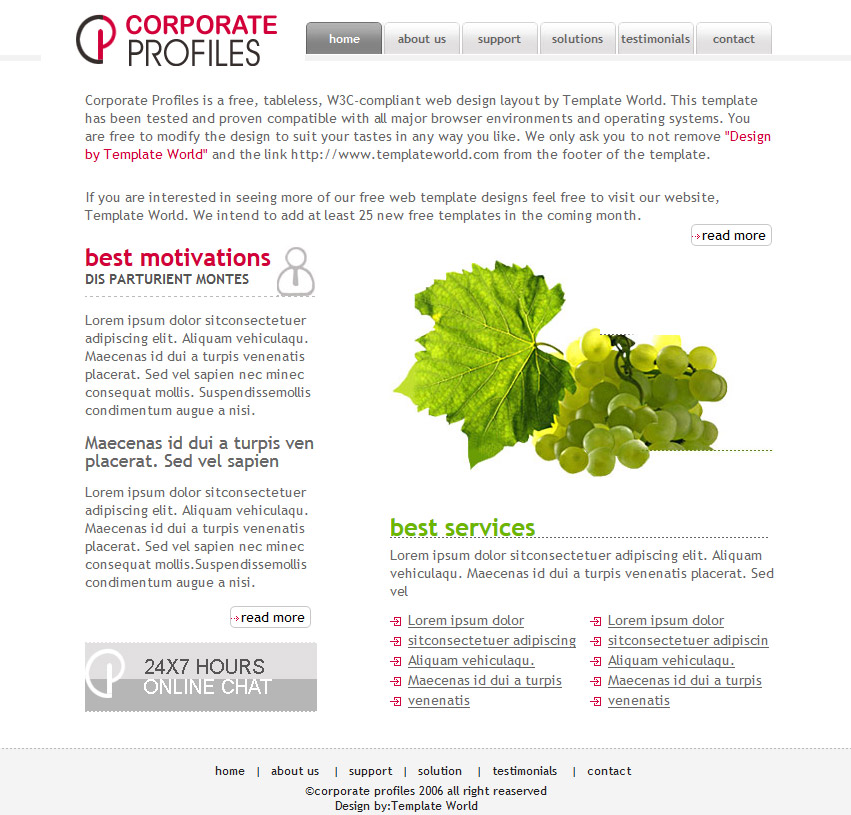 CORPORATE
PROFILES
home about us support solutions testimonials contact
Corporate Profiles is a free, tableless, W3C-compliant web design layout by Template World. This template
has been tested and proven compatible with all major browser environments and operating systems. You
are free to modify the design to suit your tastes in any way you like. We only ask you to not remove "Design
by Template World" and the link http://www.templateworld.com from the footer of the template.
If you are interested in seeing more of our free web template designs feel free to visit our website,
Template World. We intend to add at least 25 new free templates in the coming month.
read more
best motivations
DIS PARTURIENT MONTES
Lorem ipsum dolor sitconsectetuer
adipiscing elit. Aliquam vehiculaqu.
Maecenas id dui a turpis venenatis
placerat. Sed vel sapien nec minec
consequat mollis. Suspendissemollis
condimentum augue a nisi.
Maecenas id dui a turpis ven
placerat. Sed vel sapien
Lorem ipsum dolor sitconsectetuer
adipiscing elit. Aliquam vehiculaqu.
Maecenas id dui a turpis venenatis
placerat. Sed vel sapien nec minec
consequat mollis.Suspendissemollis
condimentum augue a nisi.
read more
24X7 HOURS
ONLINE CHAT
best services
Lorem ipsum dolor sitconsectetuer adipiscing elit. Aliquam
vehiculaqu. Maecenas id dui a turpis venenatis placerat. Sed
vel
Lorem ipsum dolor
sitconsectetuer adipiscing
Aliquam vehiculaqu.
Maecenas id dui a turpis
venenatis
Lorem ipsum dolor
sitconsectetuer adipiscin
Aliquam vehiculaqu.
Maecenas id dui a turpis
venenatis
home | about us | support | solution | testimonials | contact
©corporate profiles 2006 all right reaserved
Design by:Template World